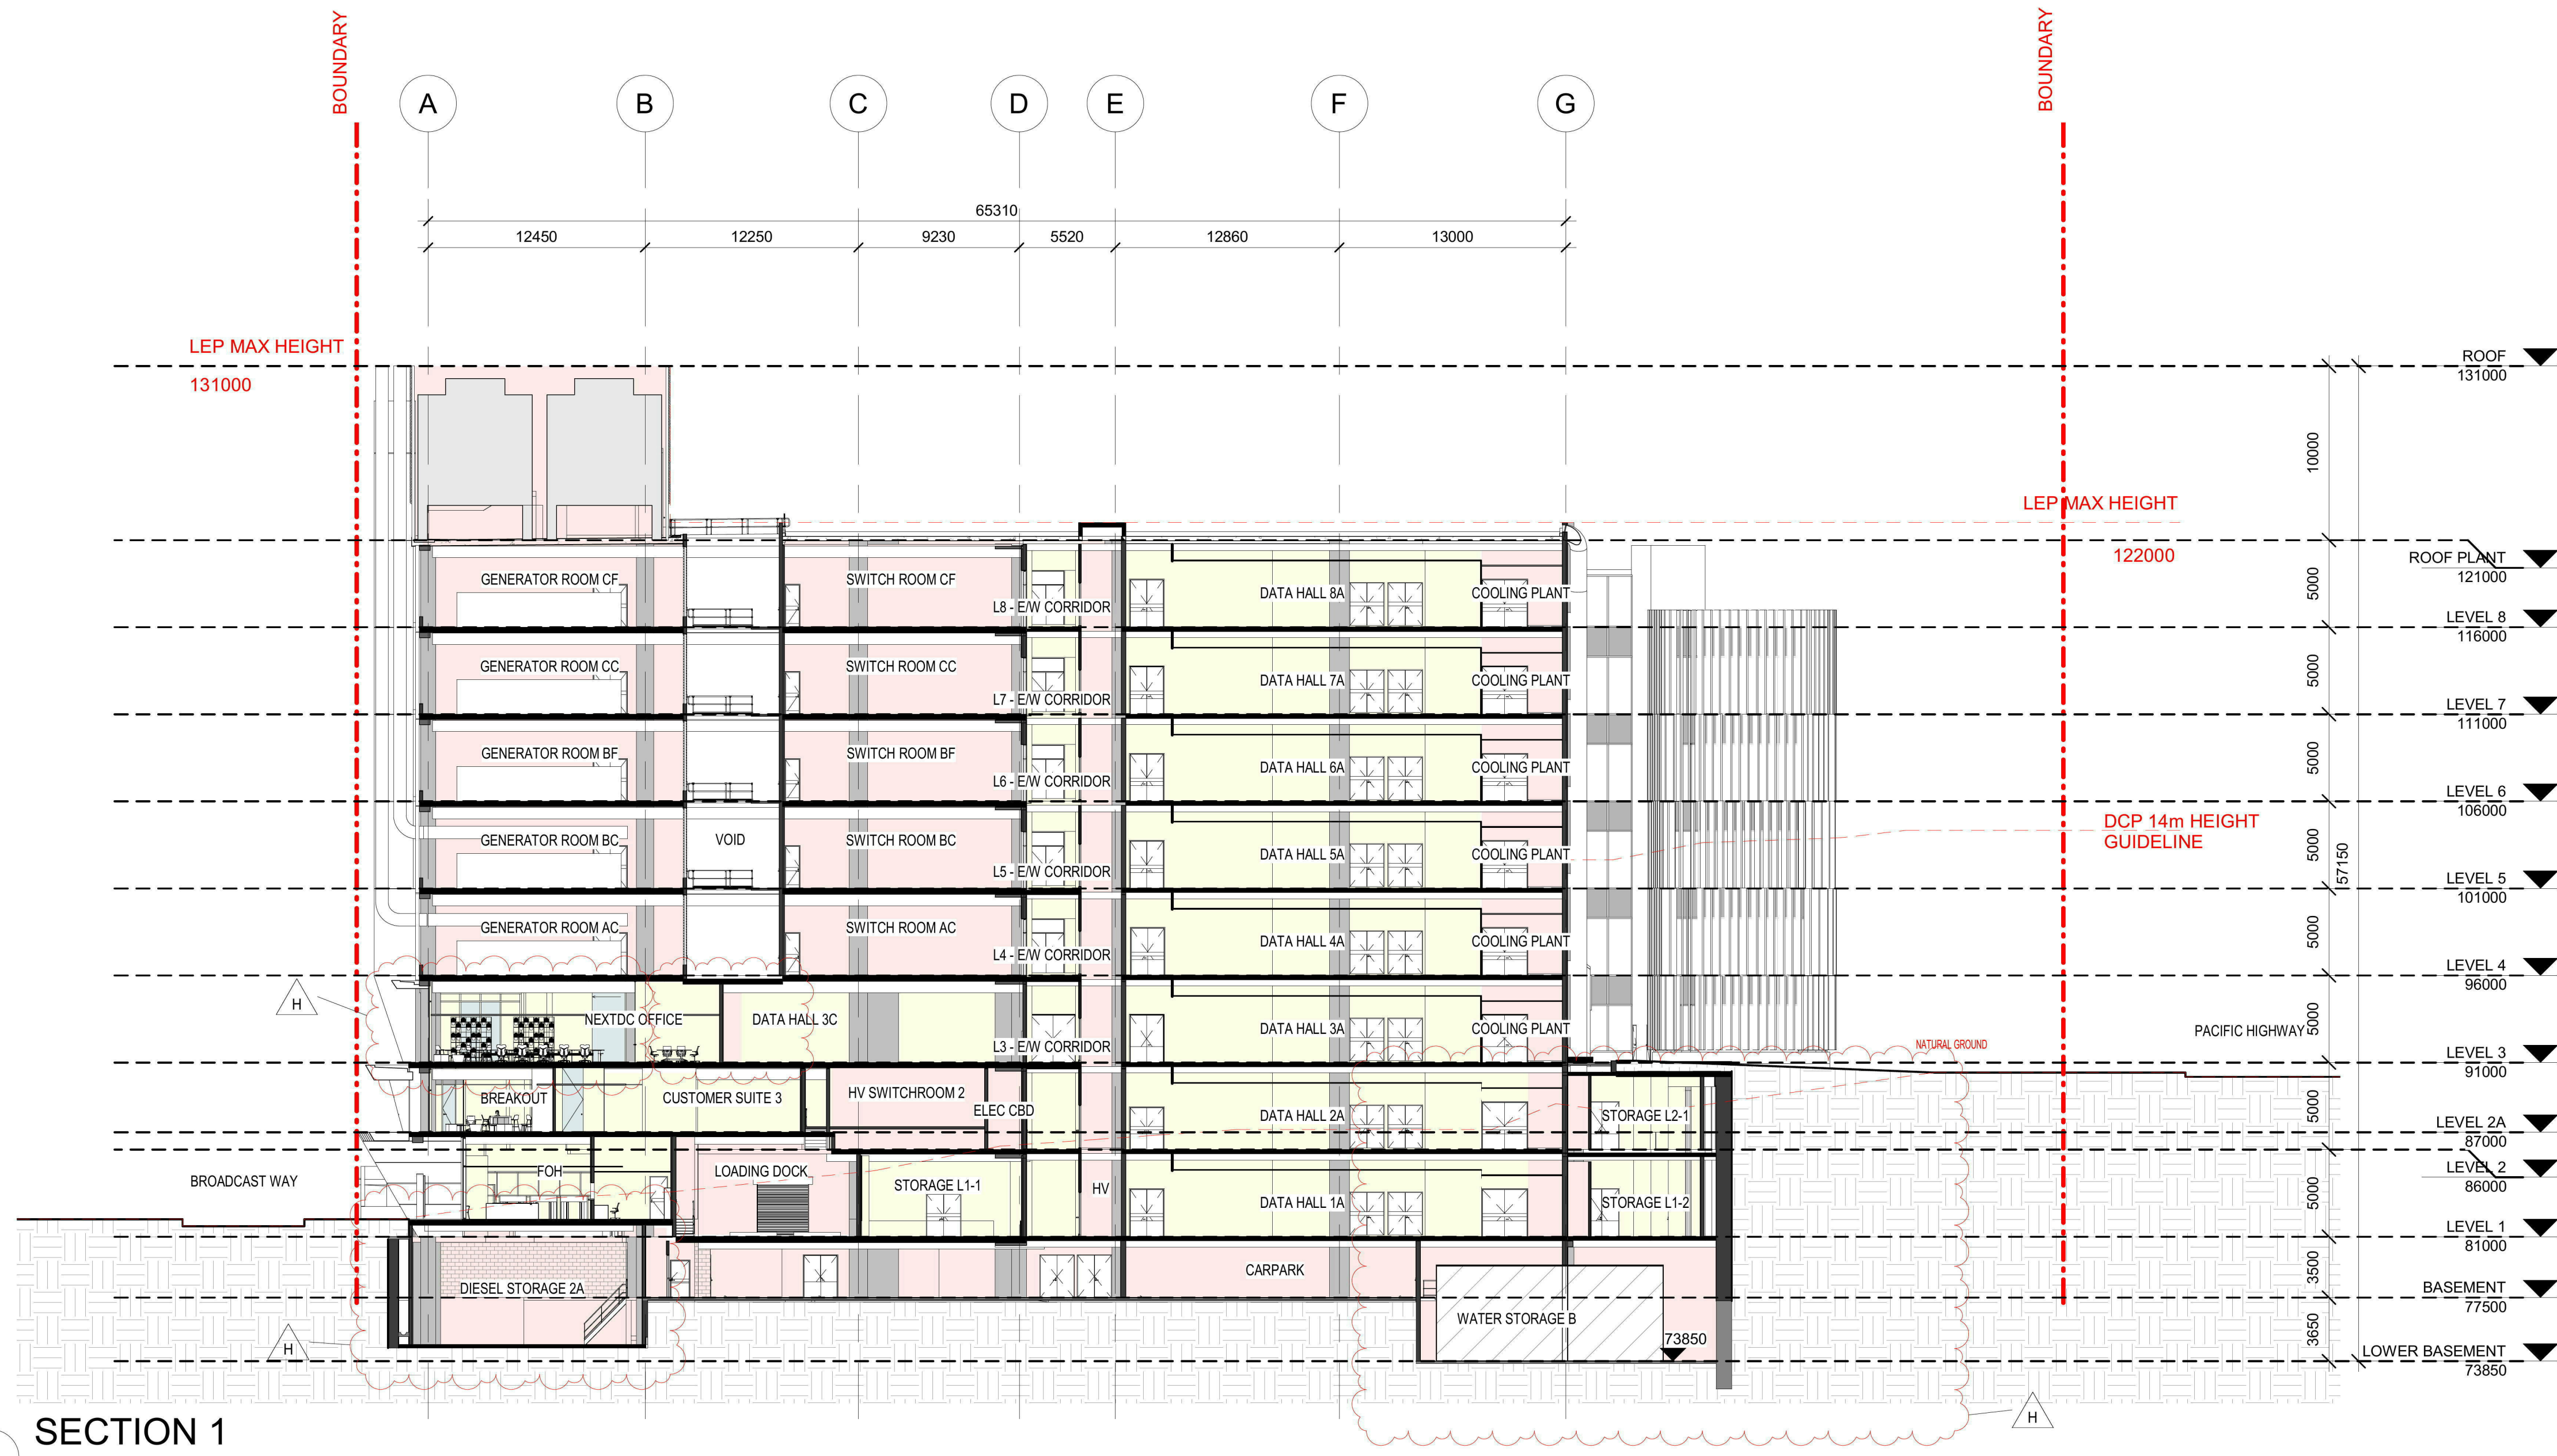 BOUNDARY
BOUNDARY
A
B
C
D
E
F
G
65310
12450
12250
9230
5520
12860
13000
LEP MAX HEIGHT
131000
ROOF
131000
10000
LEP MAX HEIGHT
122000
ROOF PLANT
121000
GENERATOR ROOM CF
SWITCH ROOM CF
L8 - E/W CORRIDOR
DATA HALL 8A
COOLING PLANT
5000
LEVEL 8
116000
GENERATOR ROOM CC
SWITCH ROOM CC
L7 - E/W CORRIDOR
DATA HALL 7A
COOLING PLANT
5000
LEVEL 7
111000
GENERATOR ROOM BF
SWITCH ROOM BF
L6 - E/W CORRIDOR
DATA HALL 6A
COOLING PLANT
5000
LEVEL 6
106000
DCP 14m HEIGHT
GUIDELINE
GENERATOR ROOM BC
VOID
SWITCH ROOM BC
L5 - E/W CORRIDOR
DATA HALL 5A
COOLING PLANT
5000
57150
LEVEL 5
101000
GENERATOR ROOM AC
SWITCH ROOM AC
L4 - E/W CORRIDOR
DATA HALL 4A
COOLING PLANT
5000
LEVEL 4
96000
H
NEXTDC OFFICE
DATA HALL 3C
L3 - E/W CORRIDOR
DATA HALL 3A
COOLING PLANT
NATURAL GROUND
PACIFIC HIGHWAY
5000
LEVEL 3
91000
BREAKOUT
CUSTOMER SUITE 3
HV SWITCHROOM 2
ELEC CBD
DATA HALL 2A
STORAGE L2-1
5000
LEVEL 2A
87000
BROADCAST WAY
FOH
LOADING DOCK
STORAGE L1-1
HV
DATA HALL 1A
STORAGE L1-2
LEVEL 2
86000
5000
LEVEL 1
81000
DIESEL STORAGE 2A
CARPARK
3500
BASEMENT
77500
WATER STORAGE B
73850
3650
LOWER BASEMENT
73850
H
H
SECTION 1